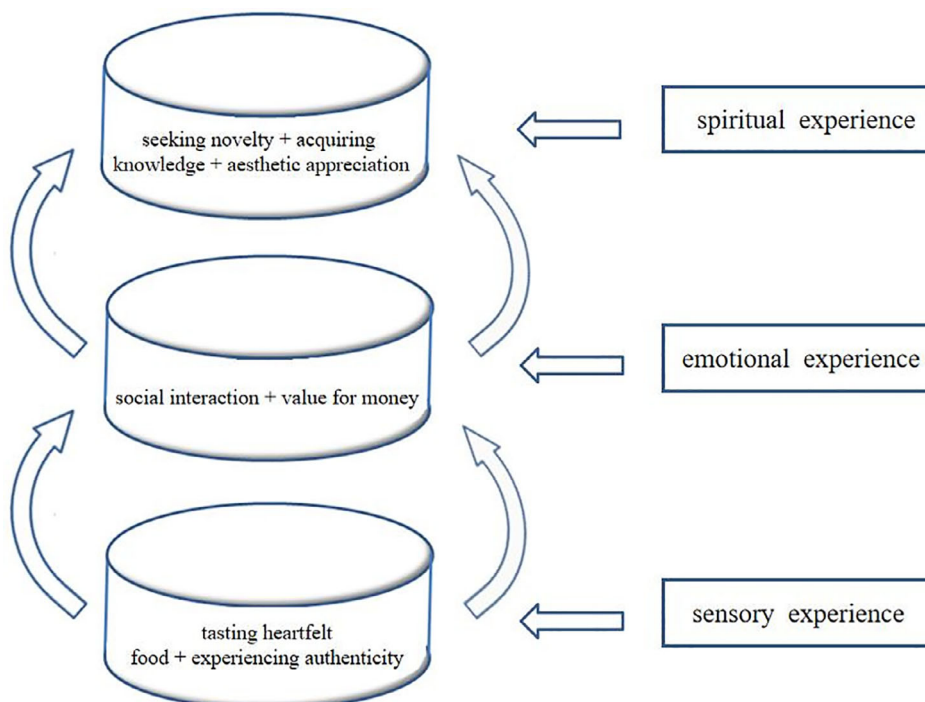 seeking novelty + acquiring
knowledge + aesthetic appreciation
spiritual experience
social interaction + value for money
emotional experience
tasting heartfelt
food + experiencing authenticity
sensory experience